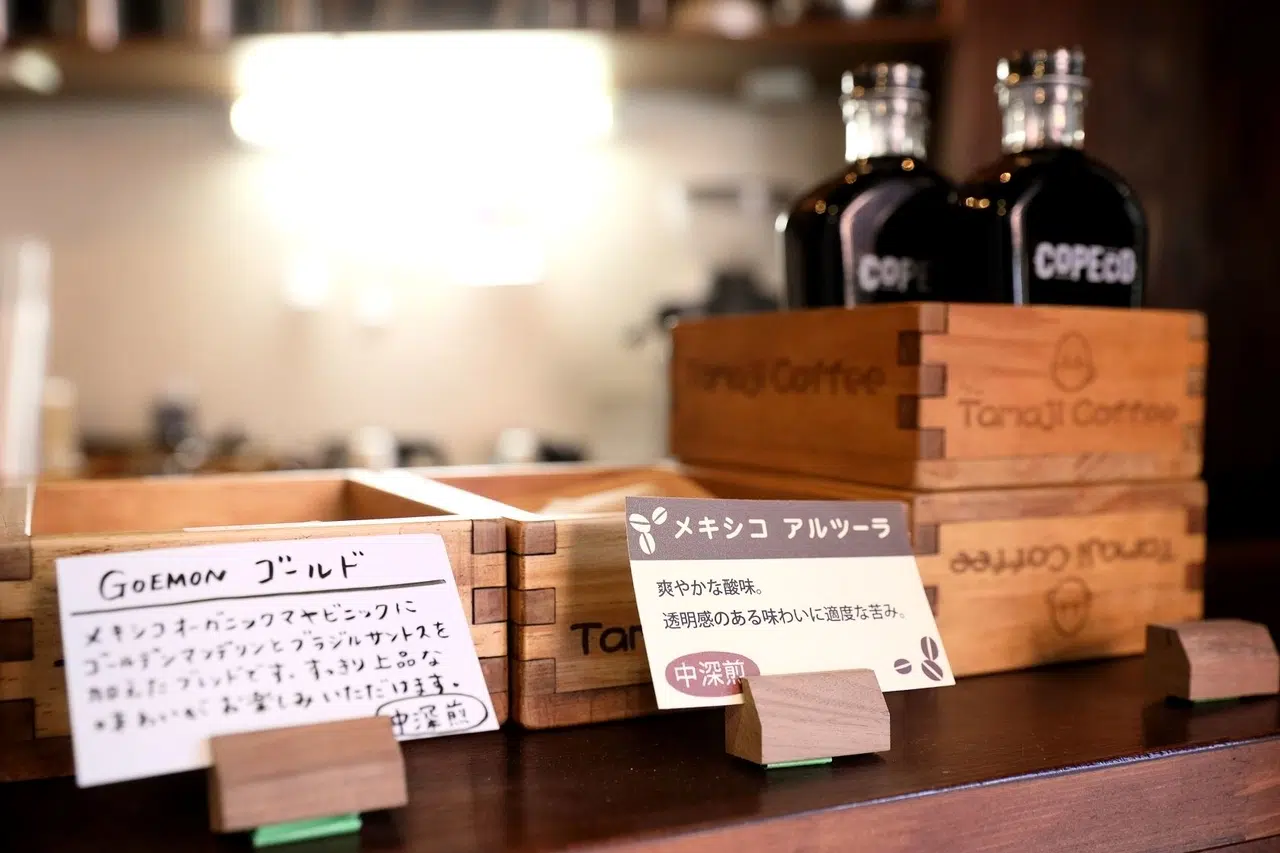 GOEMON ゴールド
メキシコオーガニックマヤビニックに
ゴールデンマンデリンとブラジルサントスを
加えたブレンドです。すっきり上品な
味わいがお楽しみいただけます。
中深煎
メキシコ アルツーラ
爽やかな酸味。
透明感のある味わいに適度な苦み。
中深煎
COPE
COPECO
Tamaji Coffee
Tamaji Coffee
Tamaji Coffee
Tam